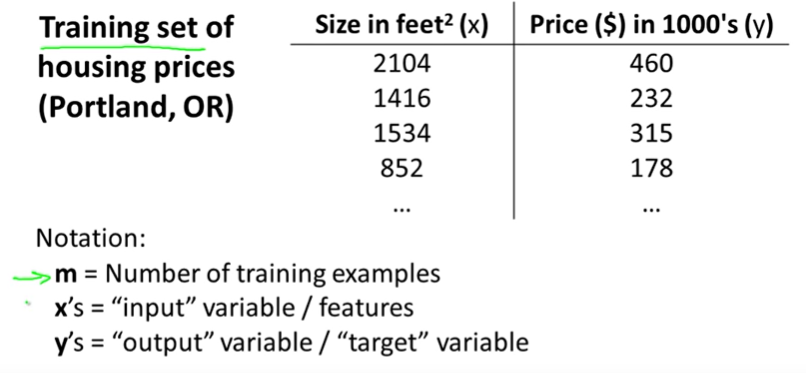 Training set of
housing prices
(Portland, OR)
Size in feet² (x) Price ($) in 1000's (y)
2104 460
1416 232
1534 315
852 178
... ...
Notation:
m = Number of training examples
x’s = “input” variable / features
y’s = “output” variable / “target” variable